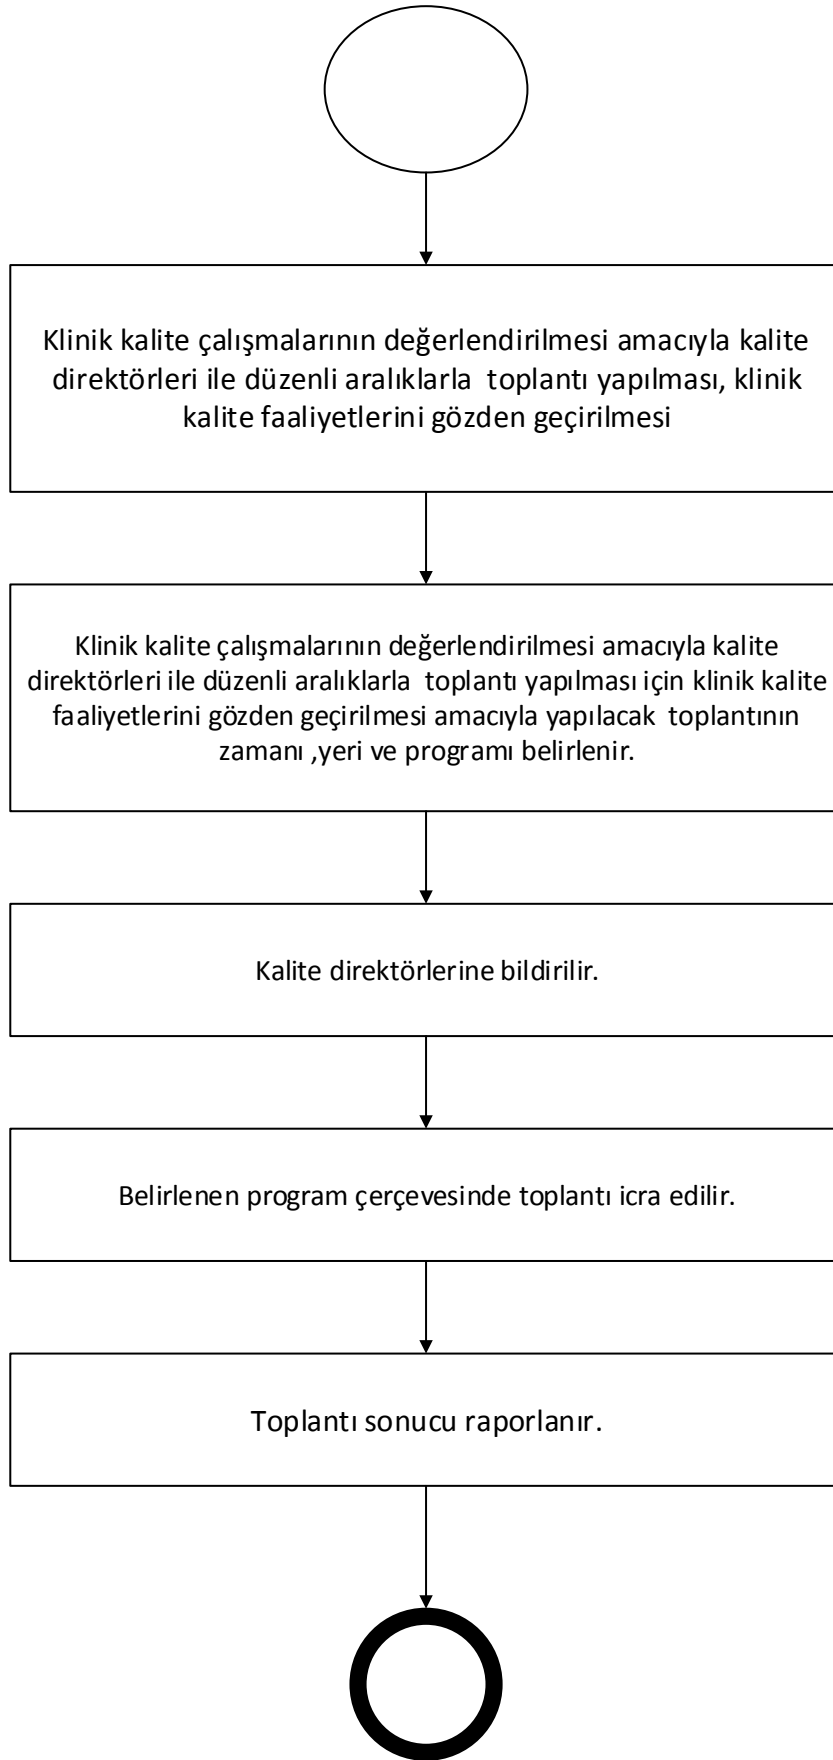 Klinik kalite çalışmalarının değerlendirilmesi amacıyla kalite
direktörleri ile düzenli aralıklarla  toplantı yapılması, klinik
kalite faaliyetlerini gözden geçirilmesi
Klinik kalite çalışmalarının değerlendirilmesi amacıyla kalite
direktörleri ile düzenli aralıklarla  toplantı yapılması için klinik kalite
faaliyetlerini gözden geçirilmesi amacıyla yapılacak  toplantının
zamanı ,yeri ve programı belirlenir.
Kalite direktörlerine bildirilir.
Belirlenen program çerçevesinde toplantı icra edilir.
Toplantı sonucu raporlanır.